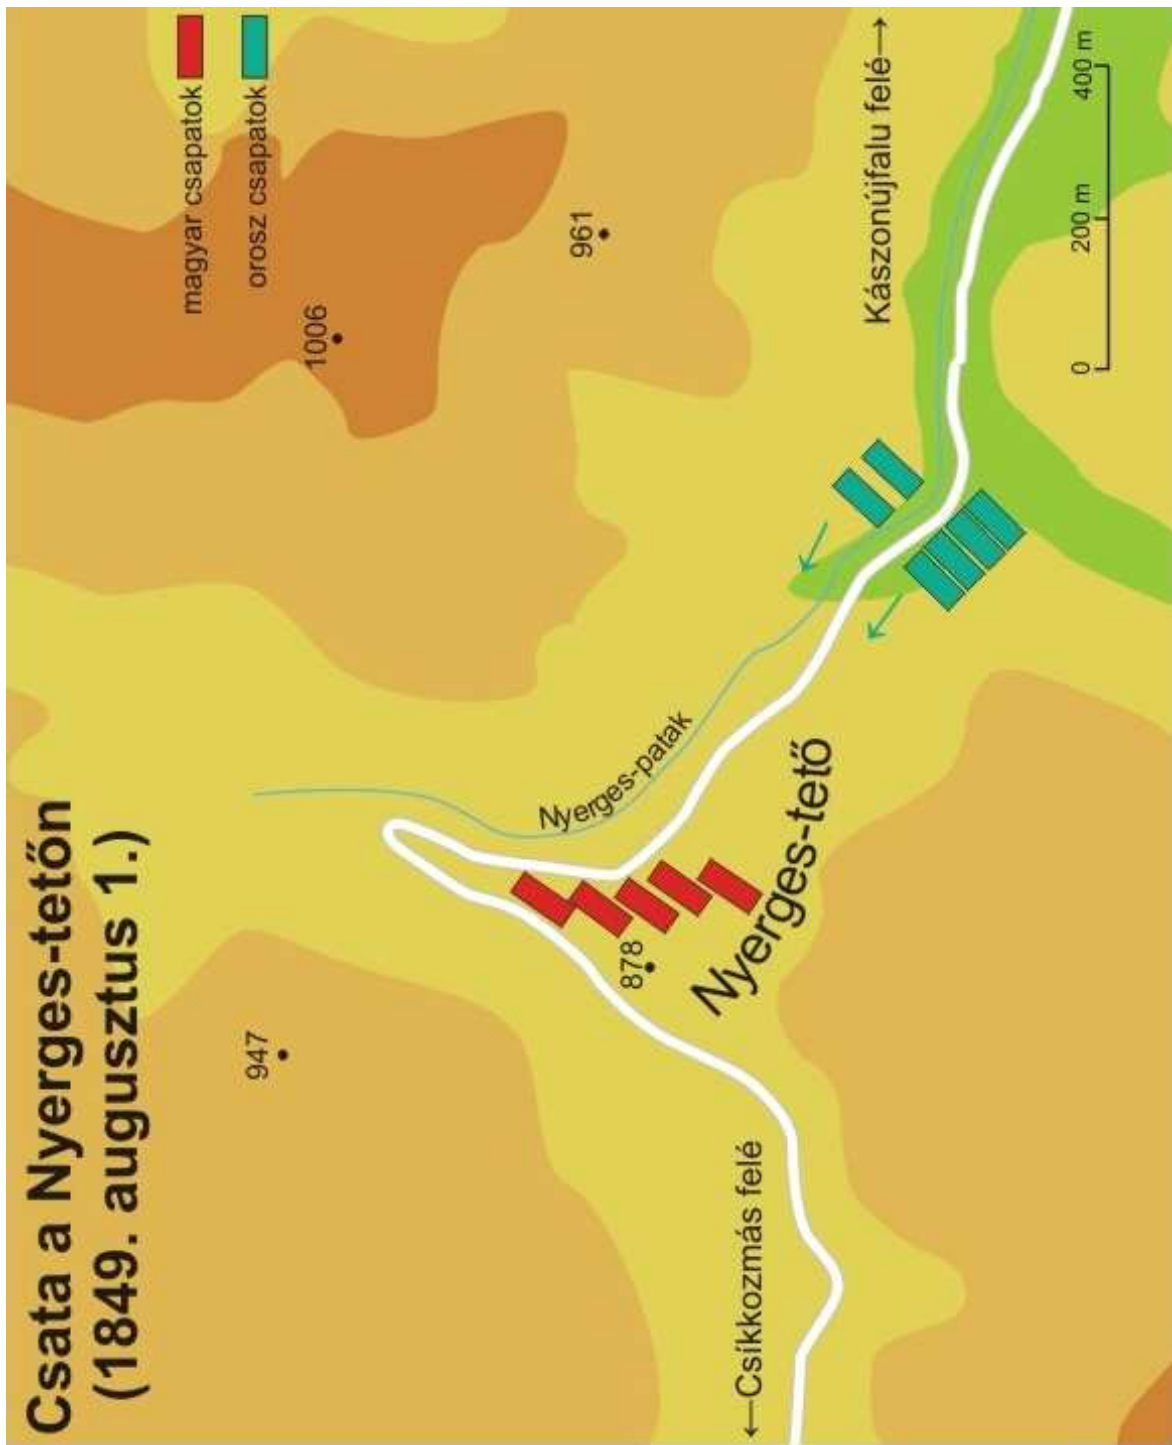 Csata a Nyerges-tetőn
(1849. augusztus 1.)
magyar csapatok
orosz csapatok
947
1006
961
878
Nyerges-patak
Nyerges-tető
←Csíkkozmás felé
Kászonújfalu felé→
0
200 m
400 m